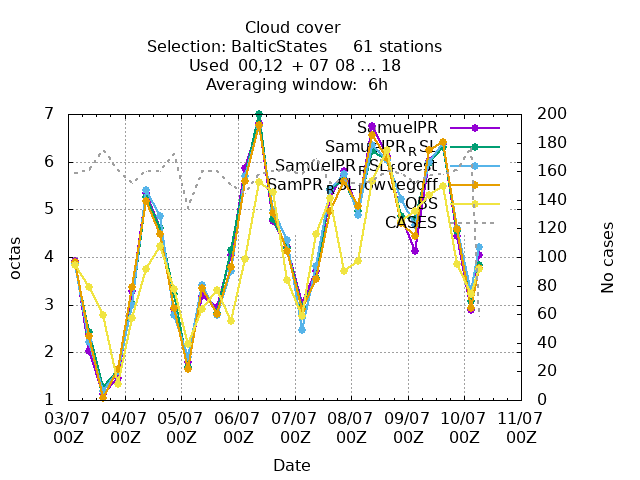 Cloud cover
Selection: BalticStates 61 stations
Used 00,12 + 07 08 ... 18
Averaging window: 6h
7 200
6 180
5 160
4 140
3 120
2 100
1 80
60
40
20
0
SamuelPR
SamuelPR_R_SL
OBS
CASES
octas
No cases
03/07 04/07 05/07 06/07 07/07 08/07 09/07 10/07 11/07
00Z 00Z 00Z 00Z 00Z 00Z 00Z 00Z 00Z
Date